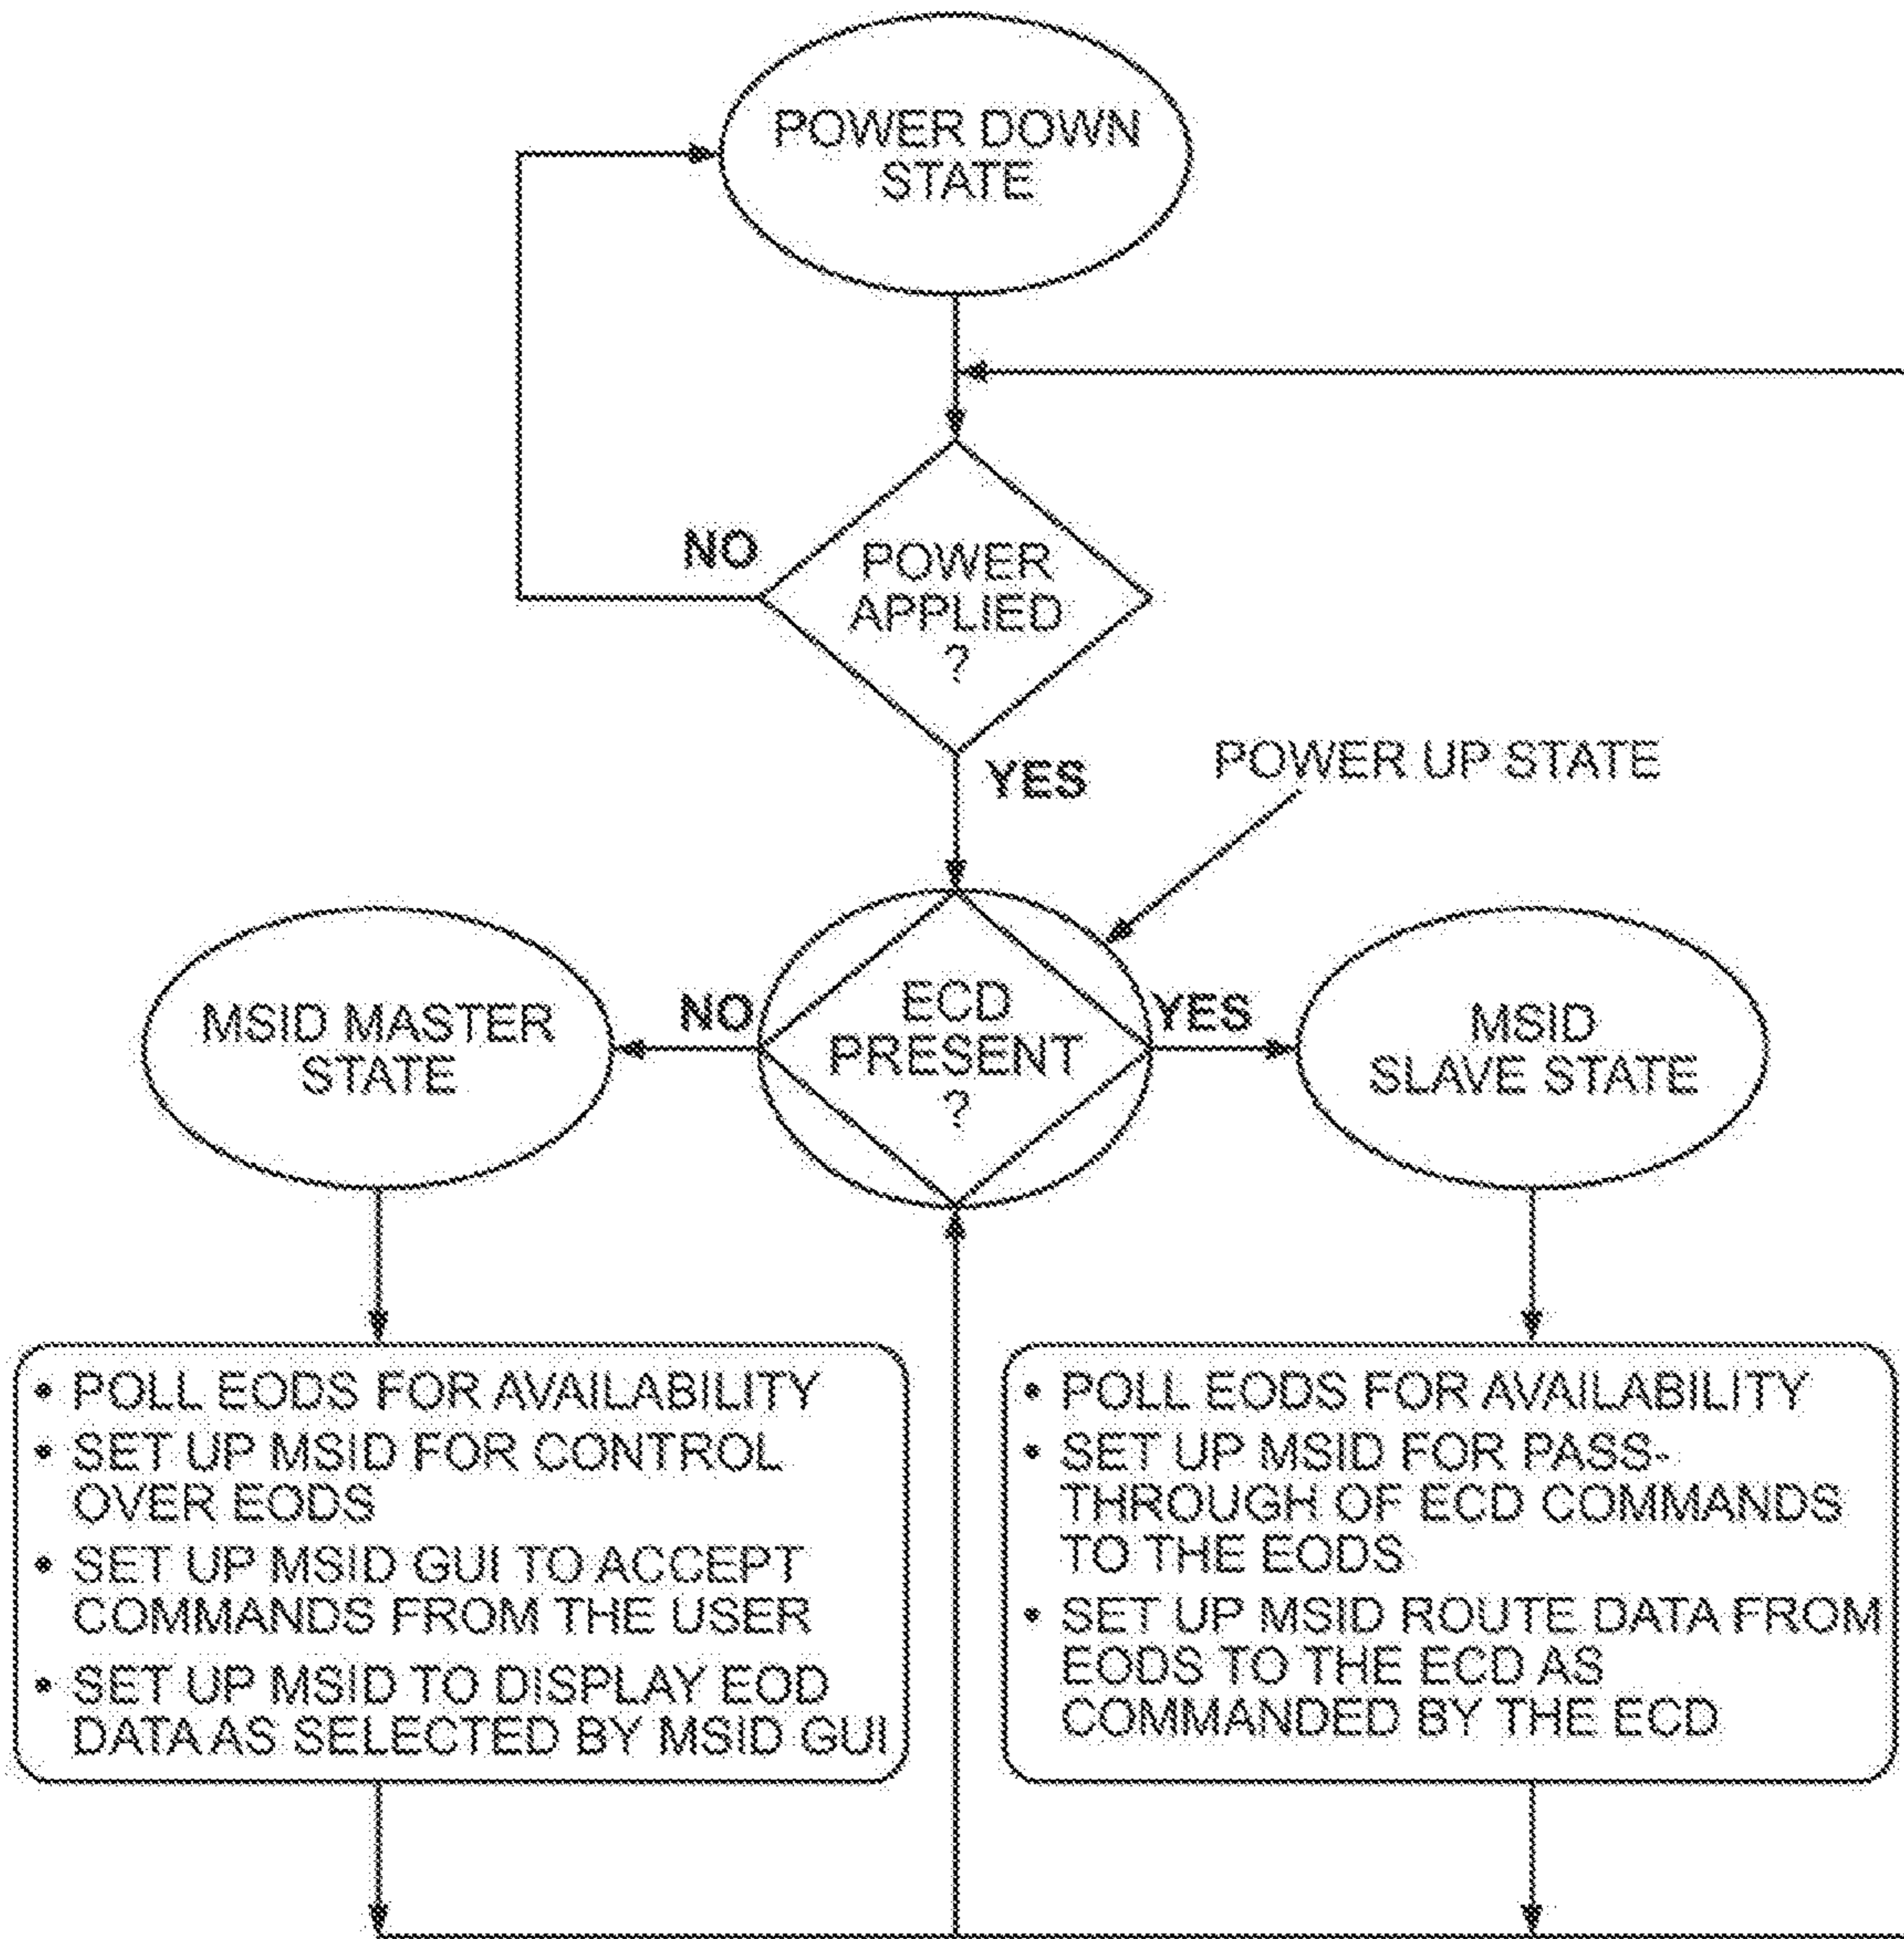 POWER DOWN
STATE
NO
POWER
APPLIED
?
YES
POWER UP STATE
MSID MASTER
STATE
NO
ECD
PRESENT
?
YES
MSID
SLAVE STATE
• POLL EODS FOR AVAILABILITY
• SET UP MSID FOR CONTROL
OVER EODS
• SET UP MSID GUI TO ACCEPT
COMMANDS FROM THE USER
• SET UP MSID TO DISPLAY EOD
DATA AS SELECTED BY MSID GUI
• POLL EODS FOR AVAILABILITY
• SET UP MSID FOR PASS-
THROUGH OF ECD COMMANDS
TO THE EODS
• SET UP MSID ROUTE DATA FROM
EODS TO THE ECD AS
COMMANDED BY THE ECD